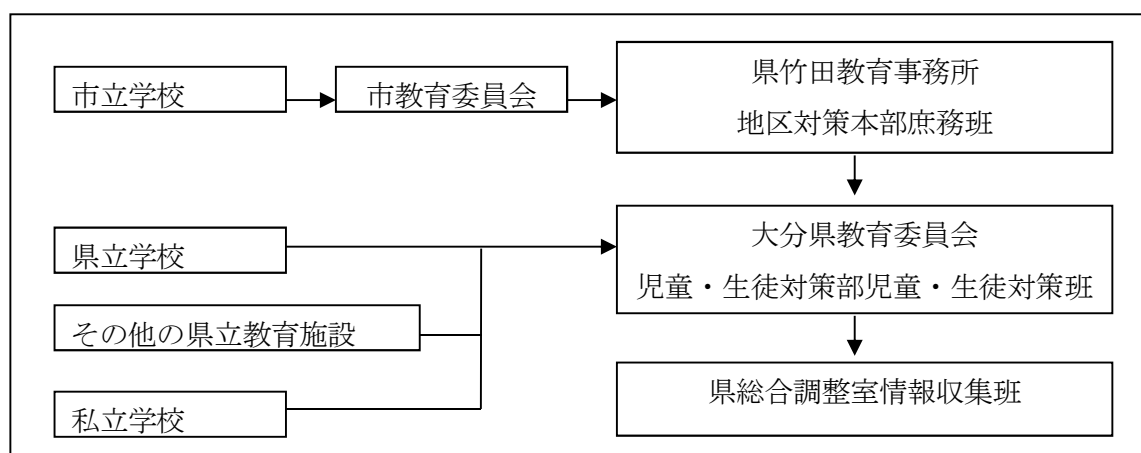 市立学校
市教育委員会
県竹田教育事務所
地区対策本部庶務班
県立学校
大分県教育委員会
児童・生徒対策部児童・生徒対策班
その他の県立教育施設
私立学校
県総合調整室情報収集班